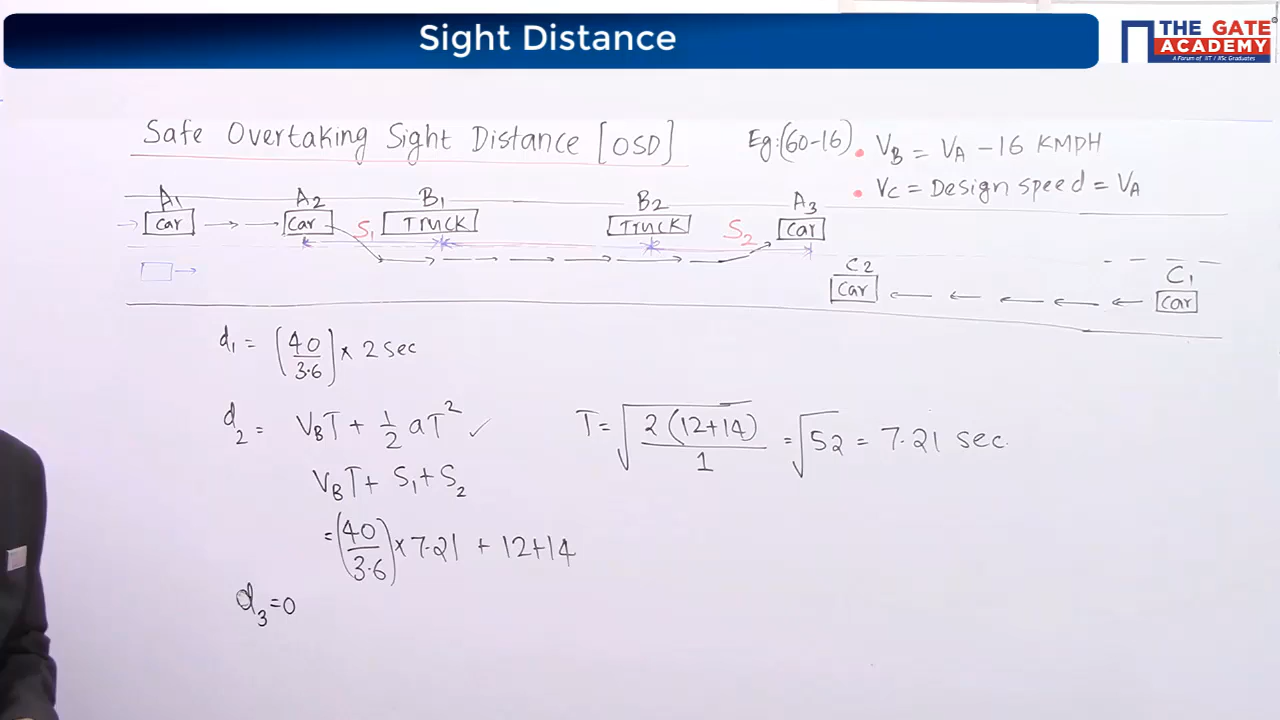 Sight Distance
THE GATE ACADEMY
A Forum of IIT / IISc Graduates
Safe Overtaking Sight Distance [OSD]
Eg:(60-16). VB = VA - 16 KMPH
• Vc = Design speed = VA
A1 A2 B1 B2 A3
Car Car S1 Truck Truck S2 Car
C2 C1
Car Car
d1 = (40/3.6) × 2 sec
d2 = VBT + 1/2 aT² ✓
T = √(2(12+14)/1) = √52 = 7.21 sec.
VBT + S1 + S2
= (40/3.6) × 7.21 + 12+14
d3 = 0